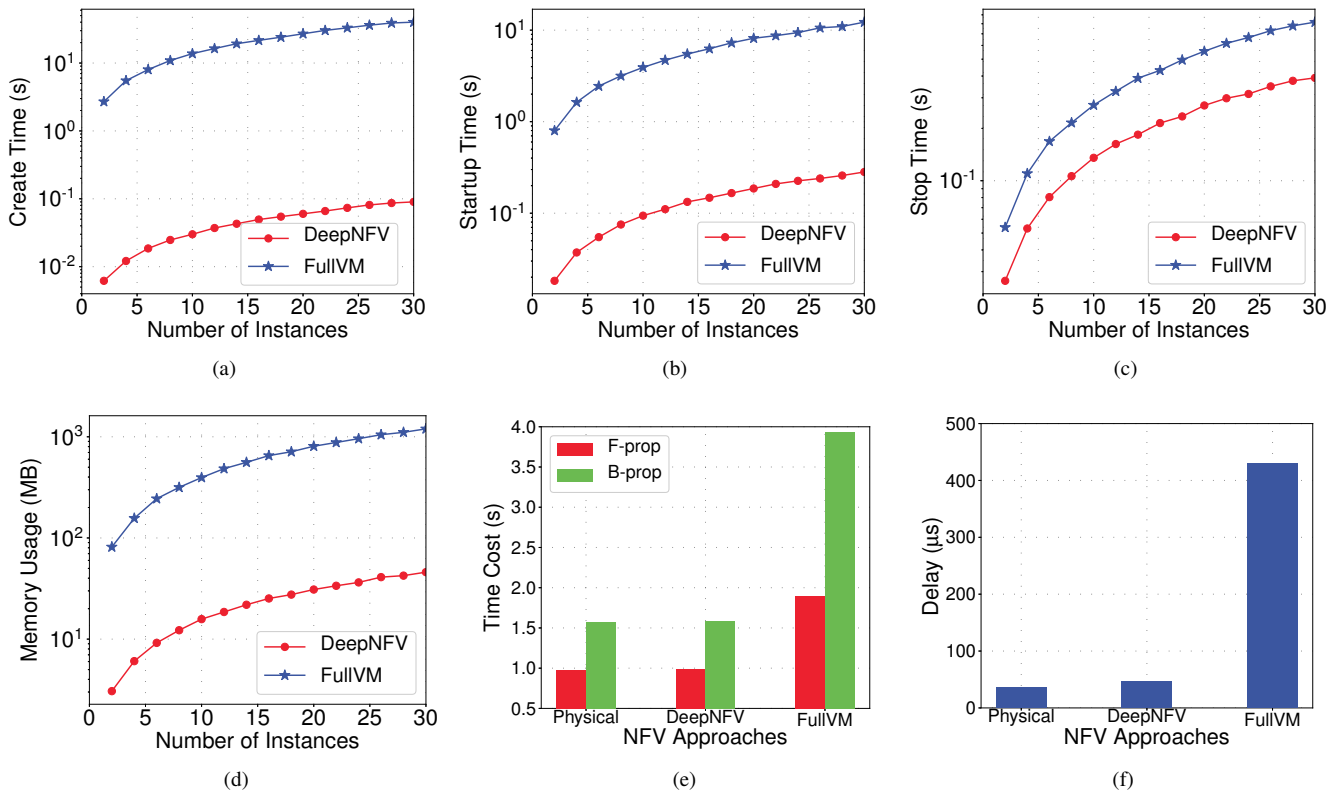 Create Time (s)
10^1
10^0
10^-1
10^-2
DeepNFV
FullVM
0 5 10 15 20 25 30
Number of Instances
(a)
Startup Time (s)
10^1
10^0
10^-1
DeepNFV
FullVM
0 5 10 15 20 25 30
Number of Instances
(b)
Stop Time (s)
10^-1
DeepNFV
FullVM
0 5 10 15 20 25 30
Number of Instances
(c)
Memory Usage (MB)
10^3
10^2
10^1
DeepNFV
FullVM
0 5 10 15 20 25 30
Number of Instances
(d)
Time Cost (s)
4.0
3.5
3.0
2.5
2.0
1.5
1.0
0.5
F-prop
B-prop
Physical DeepNFV FullVM
NFV Approaches
(e)
Delay (μs)
500
400
300
200
100
50
0
Physical DeepNFV FullVM
NFV Approaches
(f)